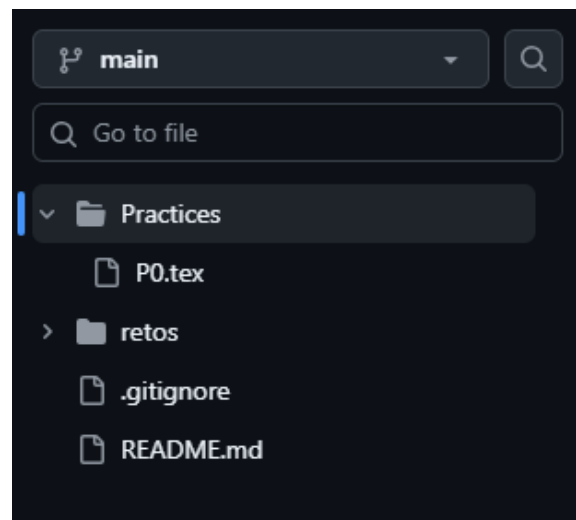 main
Go to file
Practices
P0.tex
retos
.gitignore
README.md